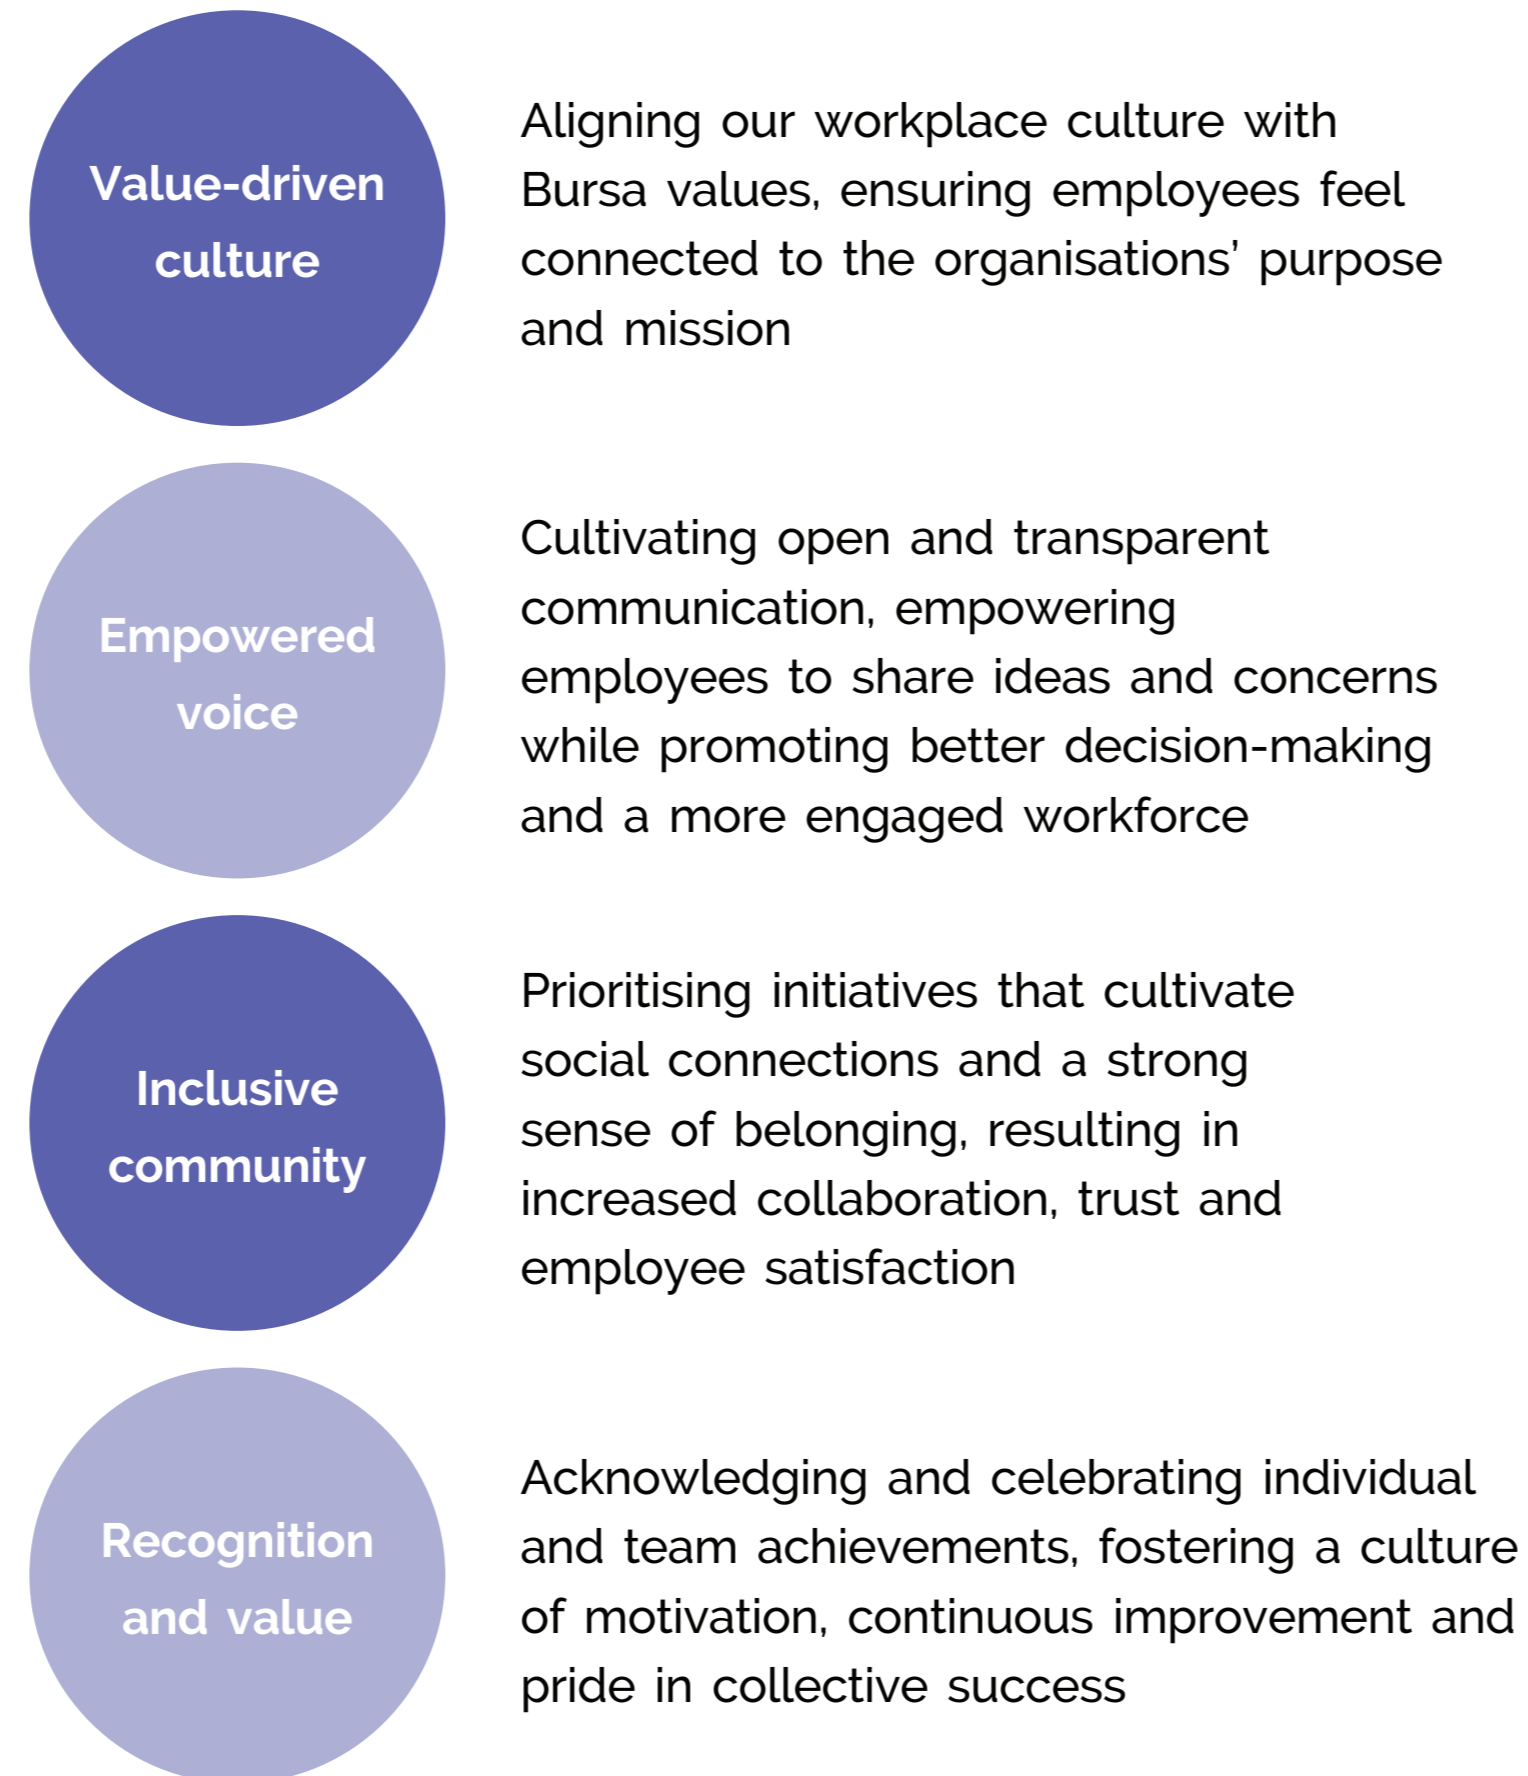 Value-driven
culture
Aligning our workplace culture with
Bursa values, ensuring employees feel
connected to the organisations’ purpose
and mission
Empowered
voice
Cultivating open and transparent
communication, empowering
employees to share ideas and concerns
while promoting better decision-making
and a more engaged workforce
Inclusive
community
Prioritising initiatives that cultivate
social connections and a strong
sense of belonging, resulting in
increased collaboration, trust and
employee satisfaction
Recognition
and value
Acknowledging and celebrating individual
and team achievements, fostering a culture
of motivation, continuous improvement and
pride in collective success